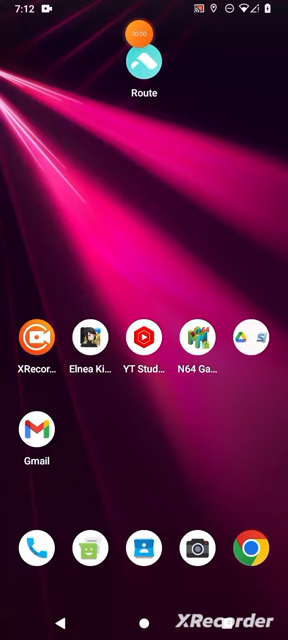 7:12
00:00
Route
XRecor...
Elnea Ki...
YT Stud...
N64 Ga...
Gmail
XRecorder